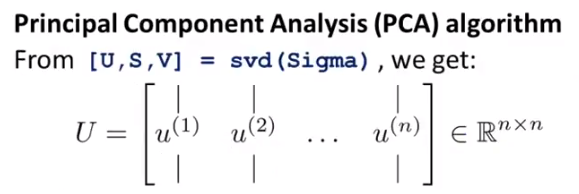 Principal Component Analysis (PCA) algorithm
From [U,S,V] = svd(Sigma) , we get:
U = [ u^{(1)} u^{(2)} ... u^{(n)} ] ∈ ℝ^{n×n}